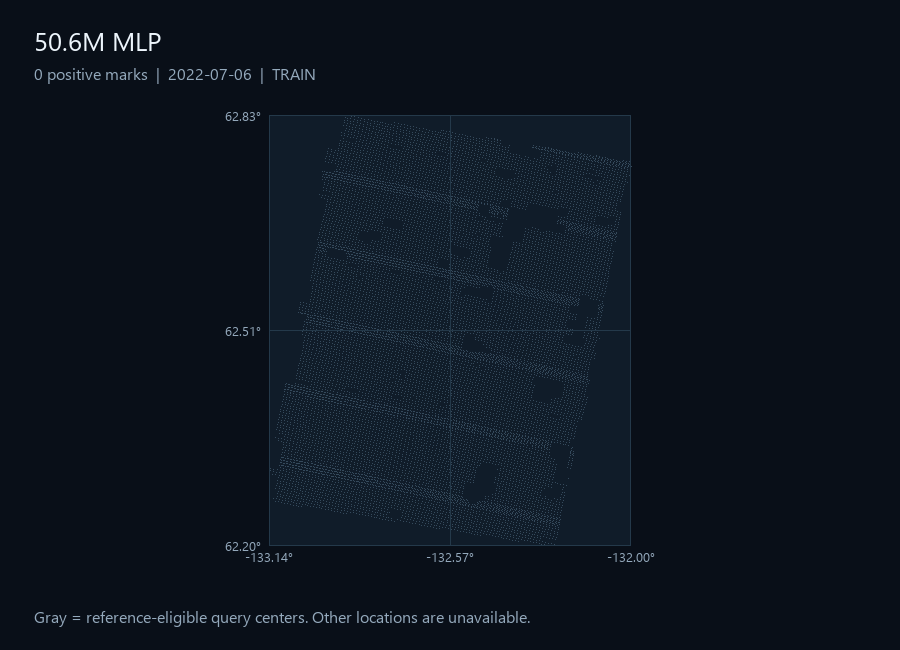 50.6M MLP
0 positive marks | 2022-07-06 | TRAIN
62.83°
62.51°
62.20°
-133.14° -132.57° -132.00°
Gray = reference-eligible query centers. Other locations are unavailable.